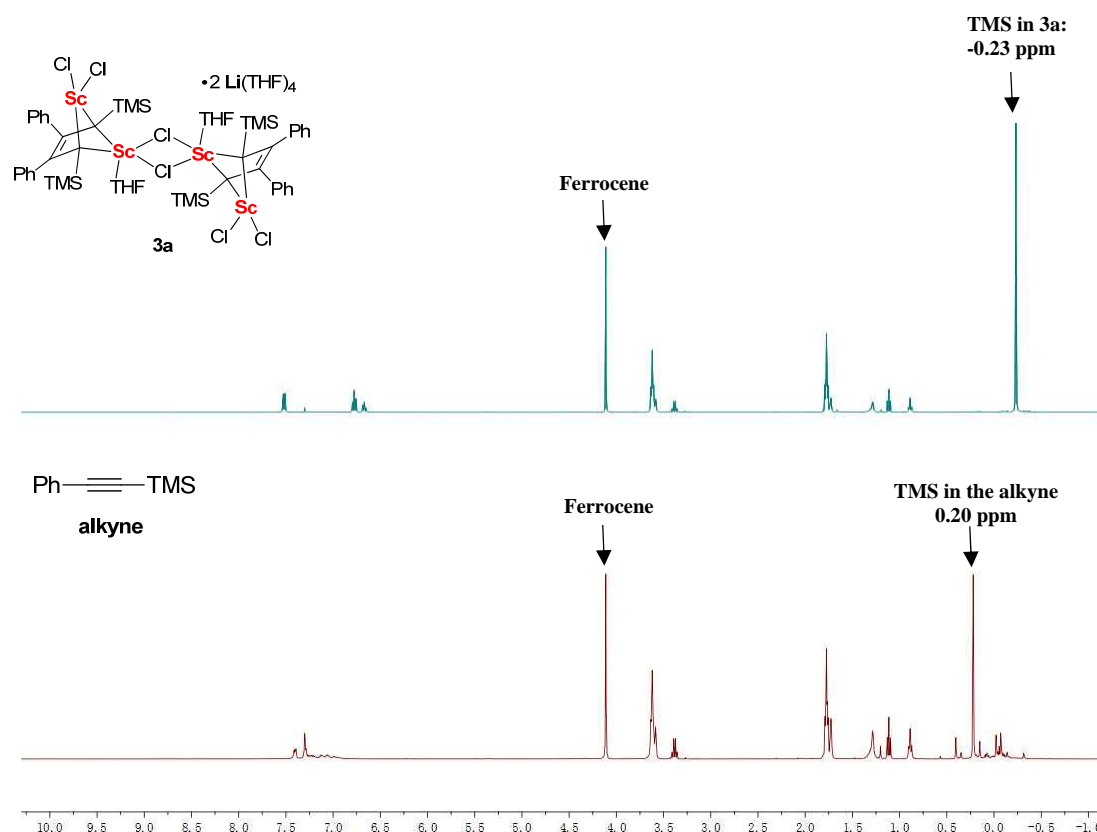 TMS in 3a:
-0.23 ppm
Cl
Cl
Sc
TMS
•2 Li(THF)4
Ph
Ph
Cl
THF
TMS
Ph
Sc
Cl
Sc
TMS
THF
TMS
Ph
Sc
Cl
Cl
3a
Ferrocene
Ph
TMS
alkyne
Ferrocene
TMS in the alkyne
0.20 ppm
10.0 9.5 9.0 8.5 8.0 7.5 7.0 6.5 6.0 5.5 5.0 4.5 4.0 3.5 3.0 2.5 2.0 1.5 1.0 0.5 0.0 -0.5 -1.0